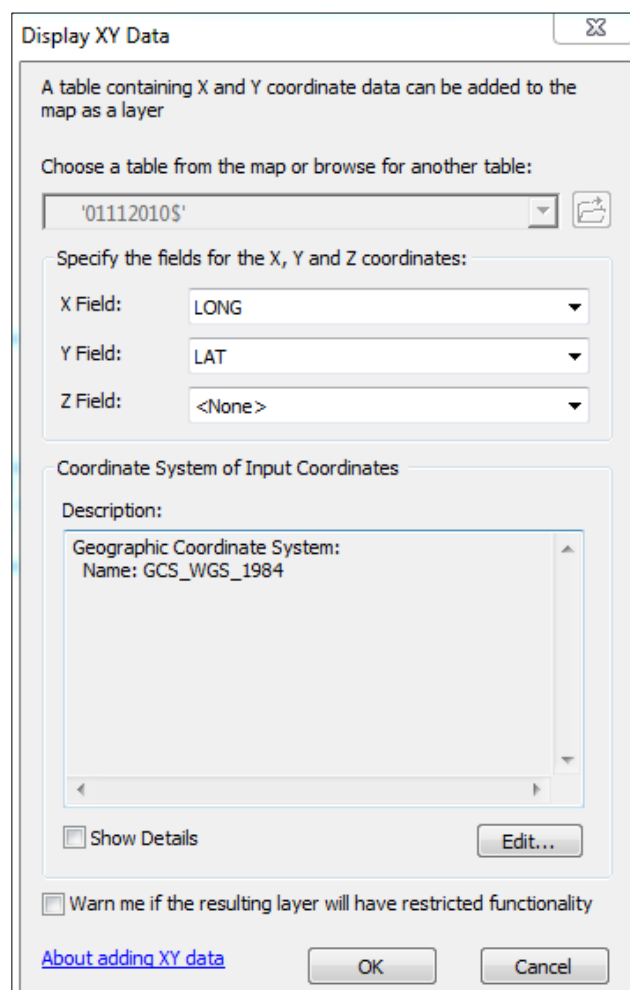 Display XY Data
A table containing X and Y coordinate data can be added to the
map as a layer
Choose a table from the map or browse for another table:
'01112010$'
Specify the fields for the X, Y and Z coordinates:
X Field: LONG
Y Field: LAT
Z Field: <None>
Coordinate System of Input Coordinates
Description:
Geographic Coordinate System:
Name: GCS_WGS_1984
Show Details Edit...
Warn me if the resulting layer will have restricted functionality
About adding XY data OK Cancel